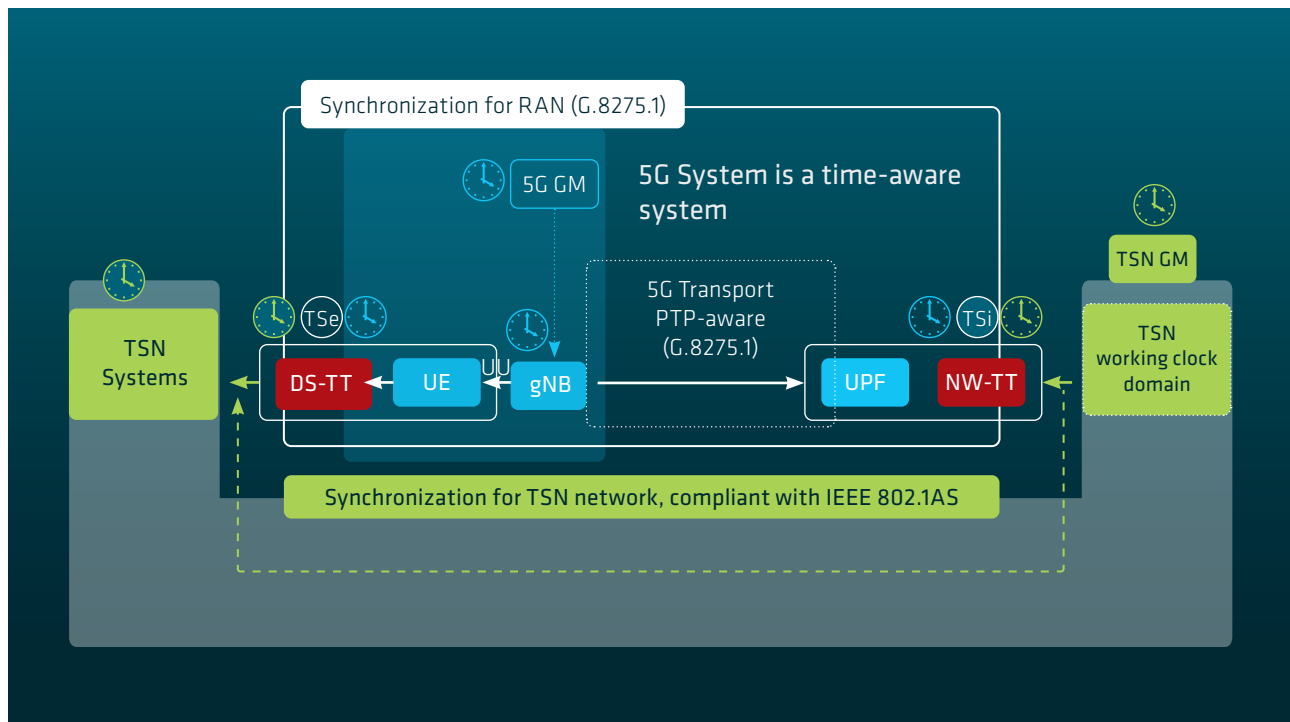 Synchronization for RAN (G.8275.1)
5G GM
5G System is a time-aware
system
TSN GM
TSe
5G Transport
PTP-aware
(G.8275.1)
TSi
TSN
Systems
DS-TT
UE
UU
gNB
UPF
NW-TT
TSN
working clock
domain
Synchronization for TSN network, compliant with IEEE 802.1AS